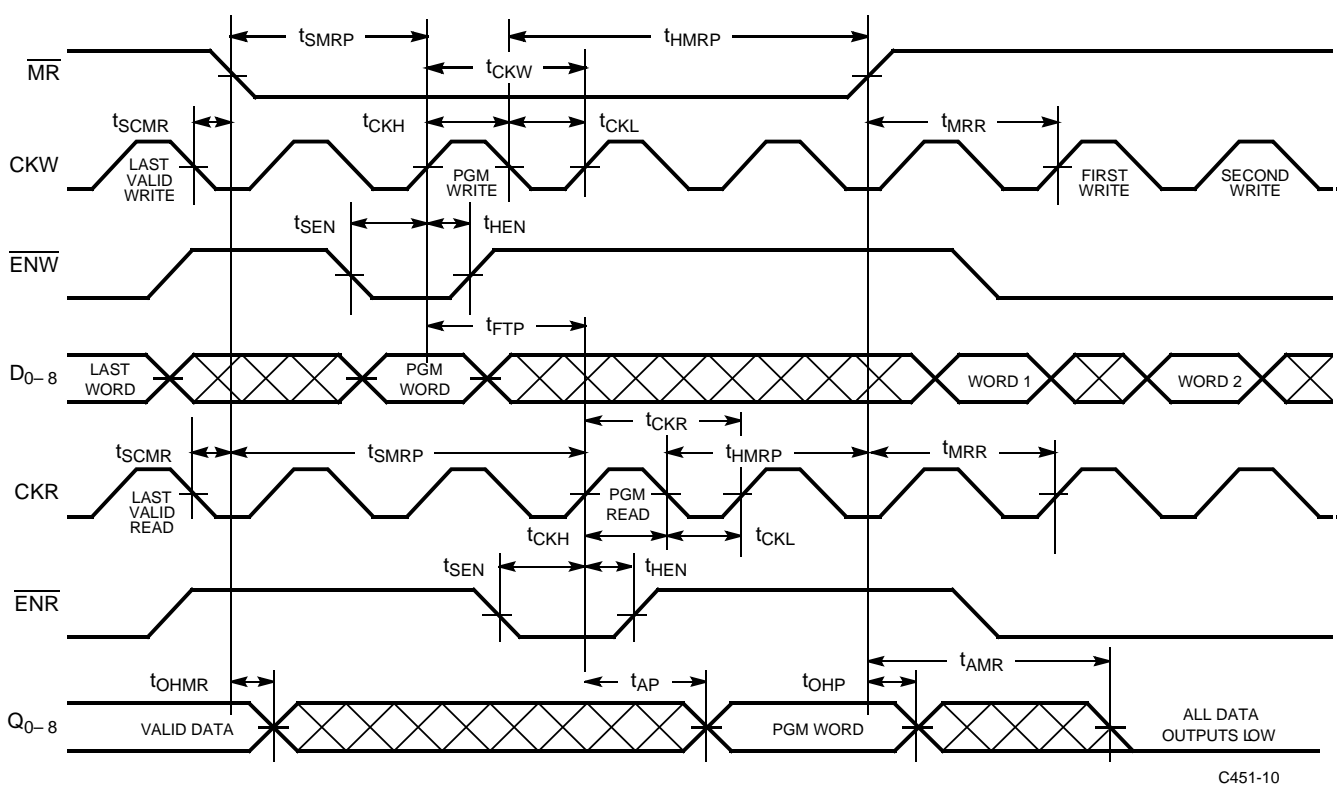 tSMRP
tHMRP
MR
tCKW
tSCMR
tCKH
tCKL
tMRR
CKW
LAST
VALID
WRITE
PGM
WRITE
FIRST
WRITE
SECOND
WRITE
tSEN
tHEN
ENW
tFTP
D0–8
LAST
WORD
PGM
WORD
WORD 1
WORD 2
tCKR
tSCMR
tSMRP
tHMRP
tMRR
CKR
LAST
VALID
READ
PGM
READ
tCKH
tCKL
tSEN
tHEN
ENR
tOHMR
tAP
tOHP
tAMR
Q0–8
VALID DATA
PGM WORD
ALL DATA
OUTPUTS LOW
C451-10